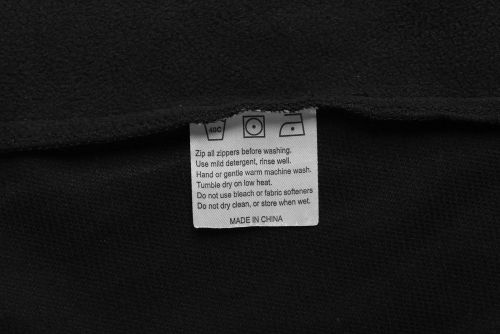 40C
Zip all zippers before washing.
Use mild detergent, rinse well.
Hand or gentle warm machine wash.
Tumble dry on low heat.
Do not use bleach or fabric softeners
Do not dry clean, or store when wet.
MADE IN CHINA